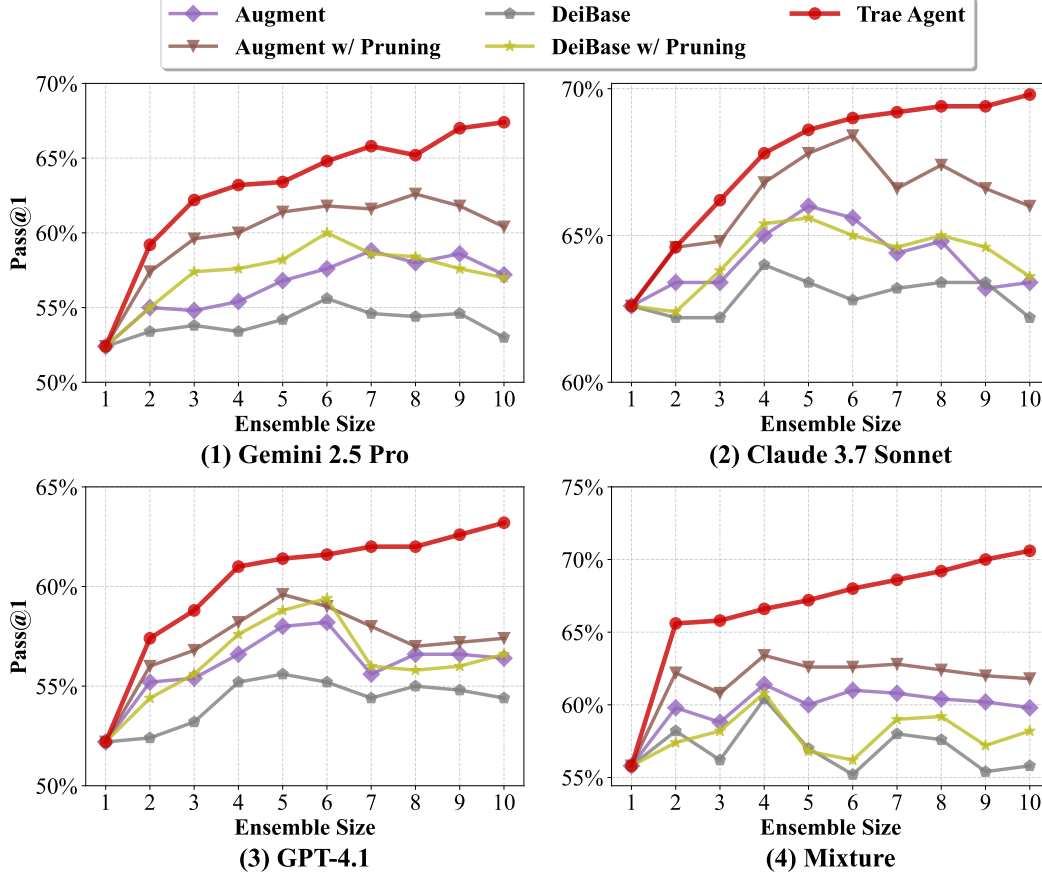 Augment DeiBase Trae Agent
Augment w/ Pruning DeiBase w/ Pruning
70%
65%
60%
55%
50%
Pass@1
1 2 3 4 5 6 7 8 9 10
Ensemble Size
(1) Gemini 2.5 Pro
70%
65%
60%
1 2 3 4 5 6 7 8 9 10
Ensemble Size
(2) Claude 3.7 Sonnet
65%
60%
55%
50%
Pass@1
1 2 3 4 5 6 7 8 9 10
Ensemble Size
(3) GPT-4.1
75%
70%
65%
60%
55%
1 2 3 4 5 6 7 8 9 10
Ensemble Size
(4) Mixture